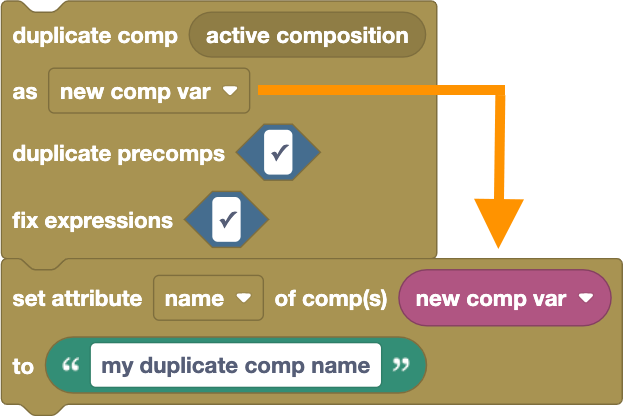 duplicate comp active composition
as new comp var
duplicate precomps ✓
fix expressions ✓
set attribute name of comp(s) new comp var
to “ my duplicate comp name ”